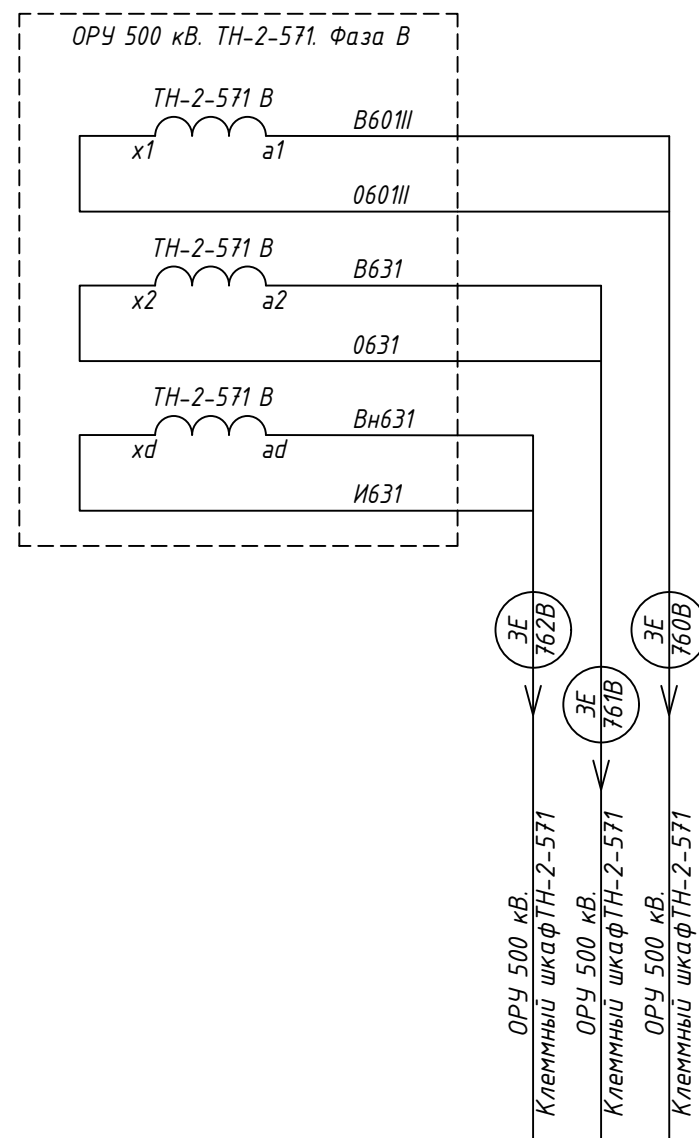 ОРУ 500 кВ. ТН-2-571. Фаза В
ТН-2-571 В
В601II
x1
a1
0601II
ТН-2-571 В
В631
x2
a2
0631
ТН-2-571 В
Вн631
xd
ad
И631
3Е
762В
3Е
760В
3Е
761В
ОРУ 500 кВ.
Клеммный шкафТН-2-571
ОРУ 500 кВ.
Клеммный шкафТН-2-571
ОРУ 500 кВ.
Клеммный шкафТН-2-571